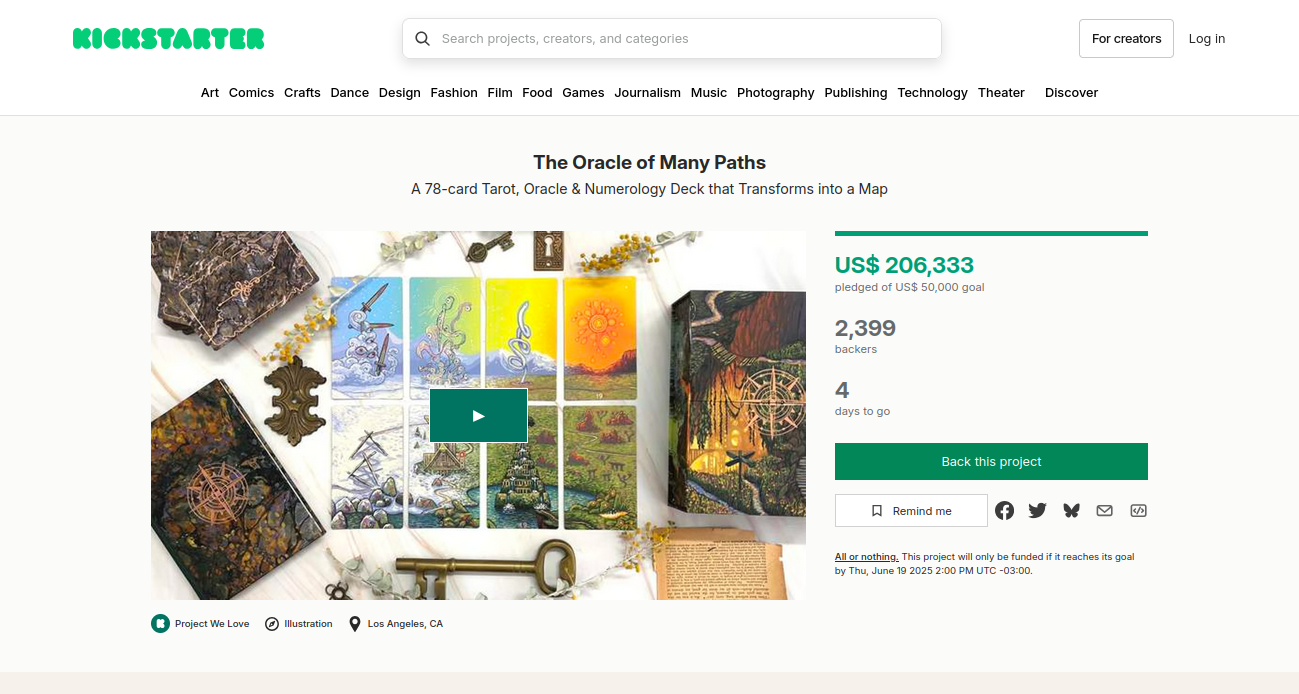 KICKSTARTER
Search projects, creators, and categories
For creators
Log in
Art Comics Crafts Dance Design Fashion Film Food Games Journalism Music Photography Publishing Technology Theater Discover
The Oracle of Many Paths
A 78-card Tarot, Oracle & Numerology Deck that Transforms into a Map
US$ 206,333
pledged of US$ 50,000 goal
2,399
backers
4
days to go
Back this project
Remind me
All or nothing. This project will only be funded if it reaches its goal
by Thu, June 19 2025 2:00 PM UTC -03:00.
19
Project We Love
Illustration
Los Angeles, CA